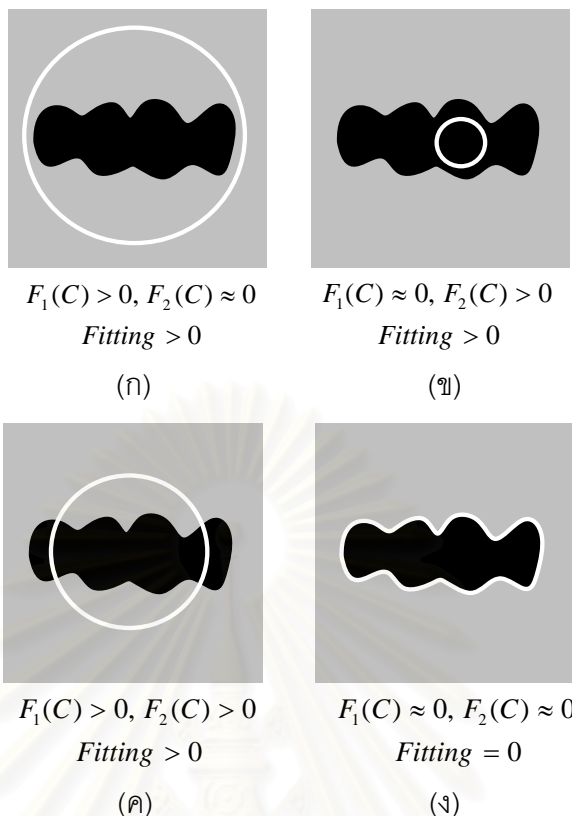 F₁(C) > 0, F₂(C) ≈ 0
Fitting > 0
(ก)
F₁(C) ≈ 0, F₂(C) > 0
Fitting > 0
(ข)
F₁(C) > 0, F₂(C) > 0
Fitting > 0
(ค)
F₁(C) ≈ 0, F₂(C) ≈ 0
Fitting = 0
(ง)